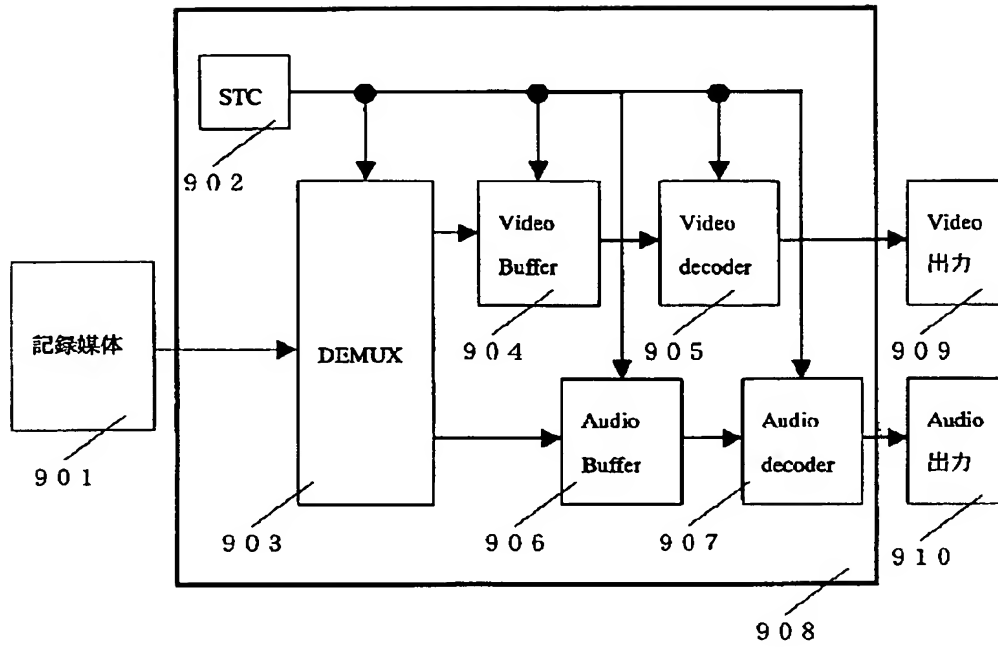 STC
902
Video
Buffer
904
Video
decoder
905
Video
出力
909
記録媒体
901
DEMUX
903
Audio
Buffer
906
Audio
decoder
907
Audio
出力
910
908